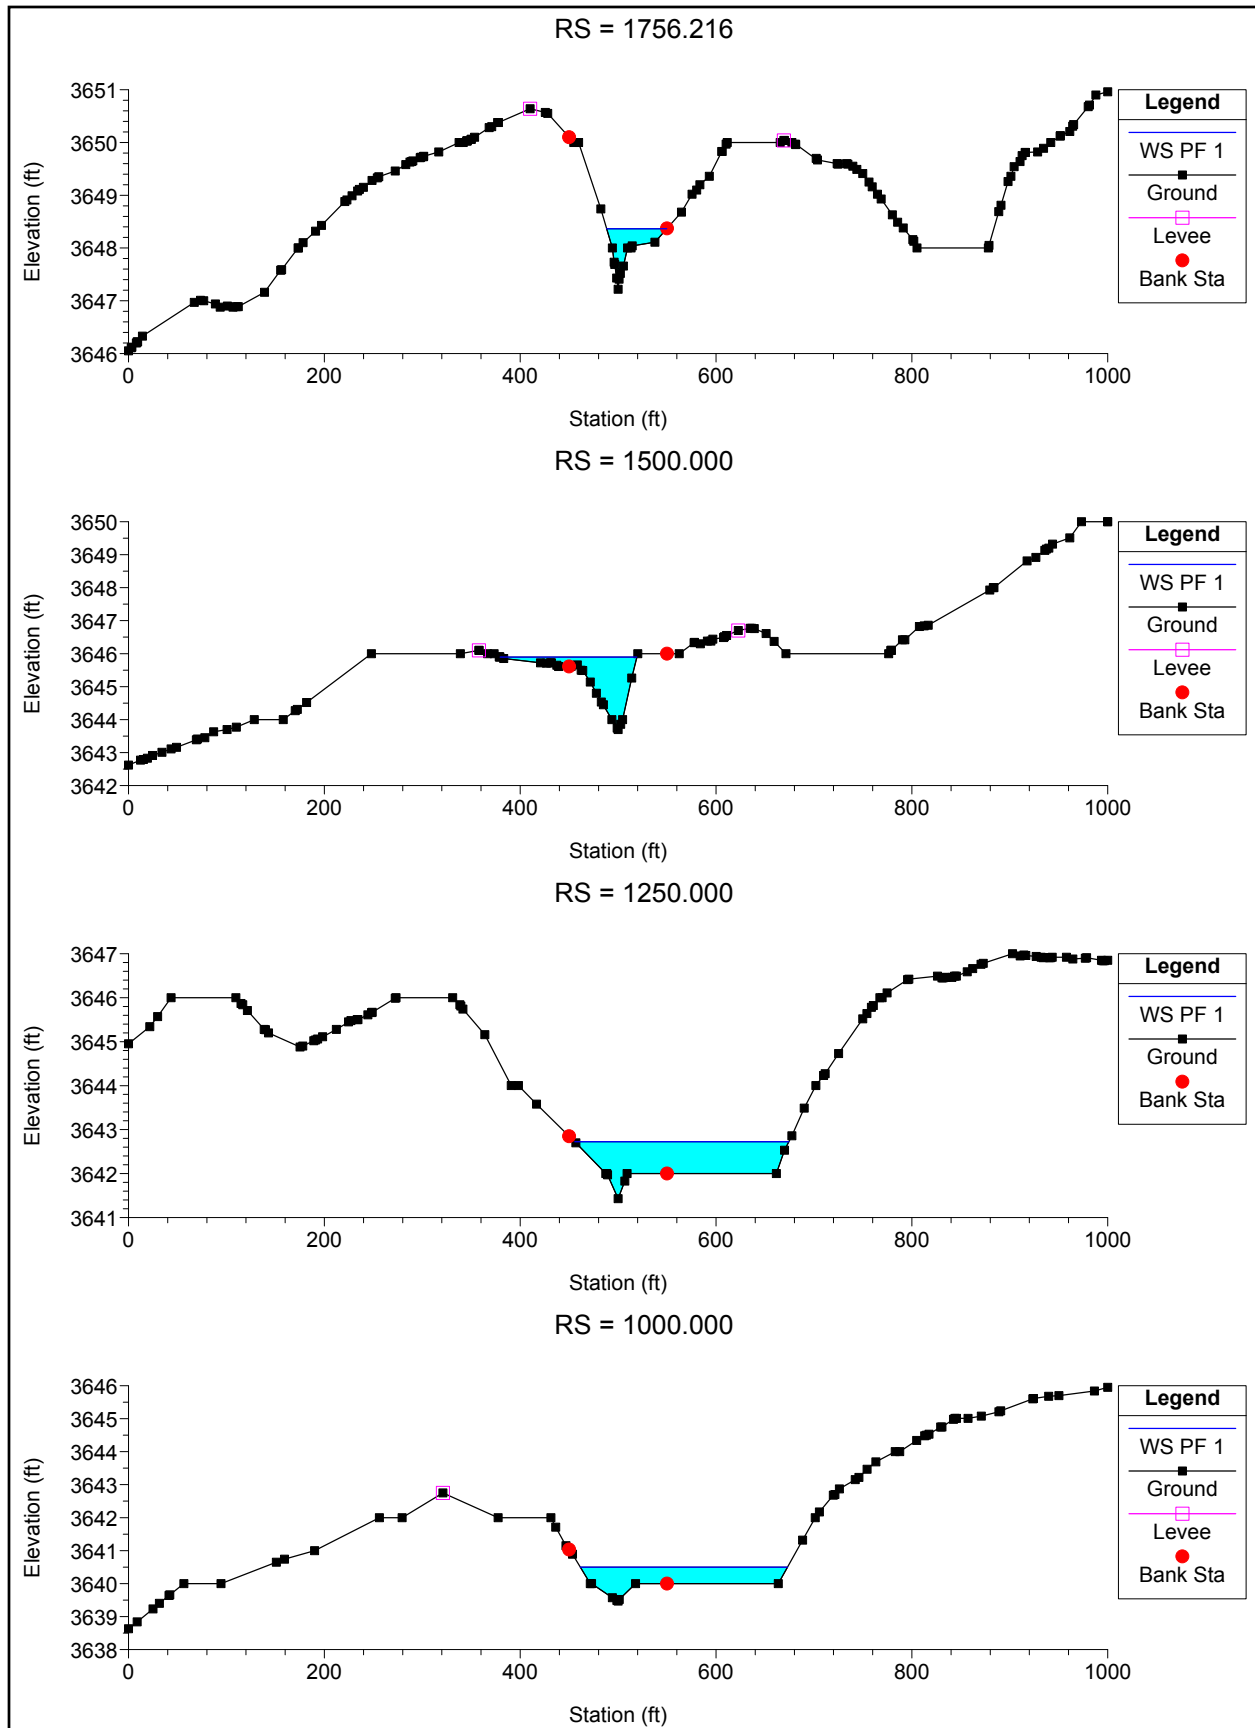 RS = 1756.216
3651
3650
3649
3648
3647
3646
Elevation (ft)
0
200
400
600
800
1000
Station (ft)
Legend
WS PF 1
Ground
Levee
Bank Sta
RS = 1500.000
3650
3649
3648
3647
3646
3645
3644
3643
3642
Elevation (ft)
0
200
400
600
800
1000
Station (ft)
Legend
WS PF 1
Ground
Levee
Bank Sta
RS = 1250.000
3647
3646
3645
3644
3643
3642
3641
Elevation (ft)
0
200
400
600
800
1000
Station (ft)
Legend
WS PF 1
Ground
Bank Sta
RS = 1000.000
3646
3645
3644
3643
3642
3641
3640
3639
3638
Elevation (ft)
0
200
400
600
800
1000
Station (ft)
Legend
WS PF 1
Ground
Levee
Bank Sta